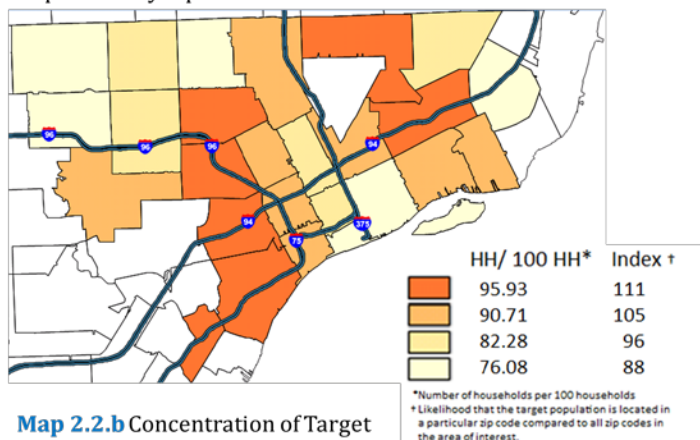 96
96
96
94
94
75
375
HH/ 100 HH* Index †
95.93 111
90.71 105
82.28 96
76.08 88
*Number of households per 100 households
† Likelihood that the target population is located in
a particular zip code compared to all zip codes in
the area of interest.
Map 2.2.b Concentration of Target